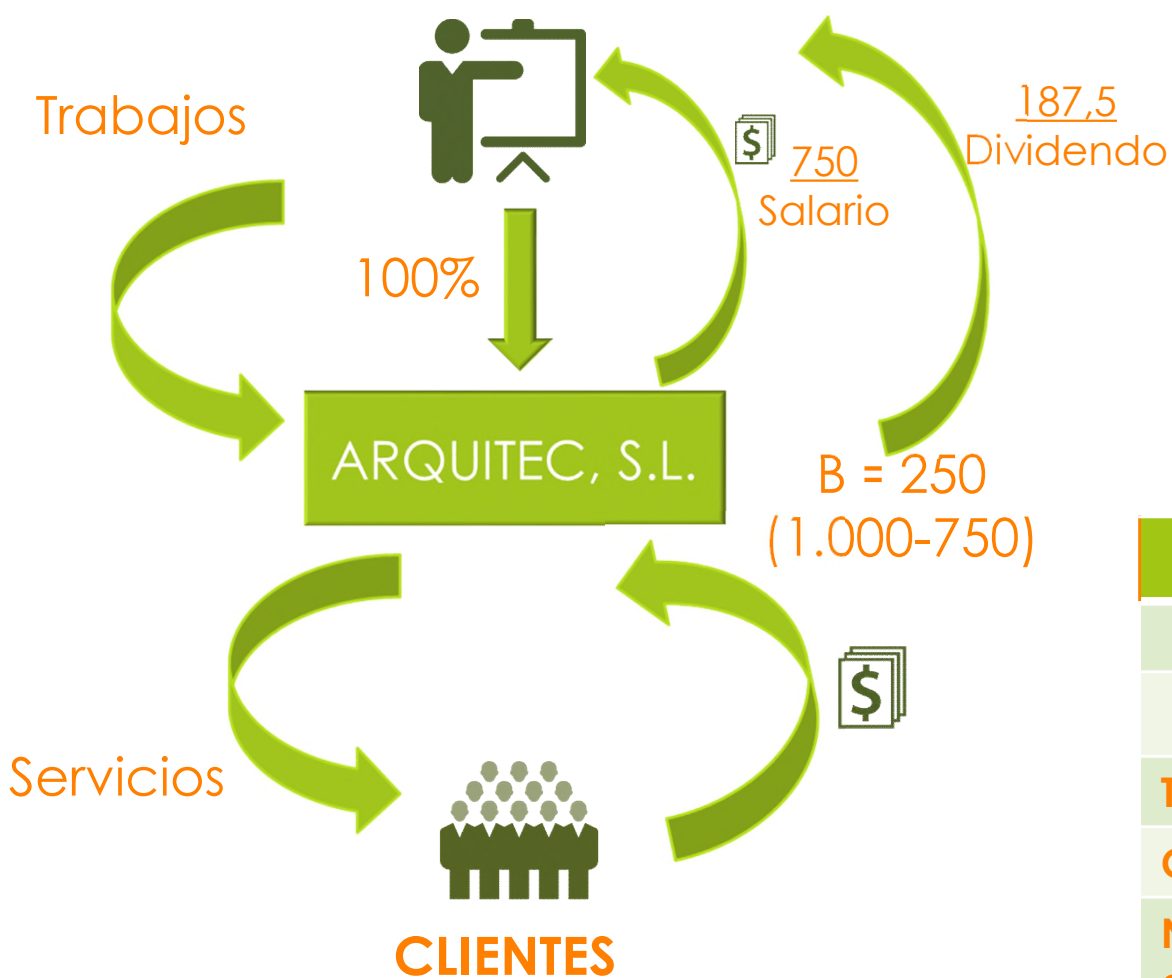 Trabajos
187,5
Dividendo
$
750
Salario
100%
ARQUITEC, S.L.
B = 250
(1.000-750)
$
Servicios
CLIENTES